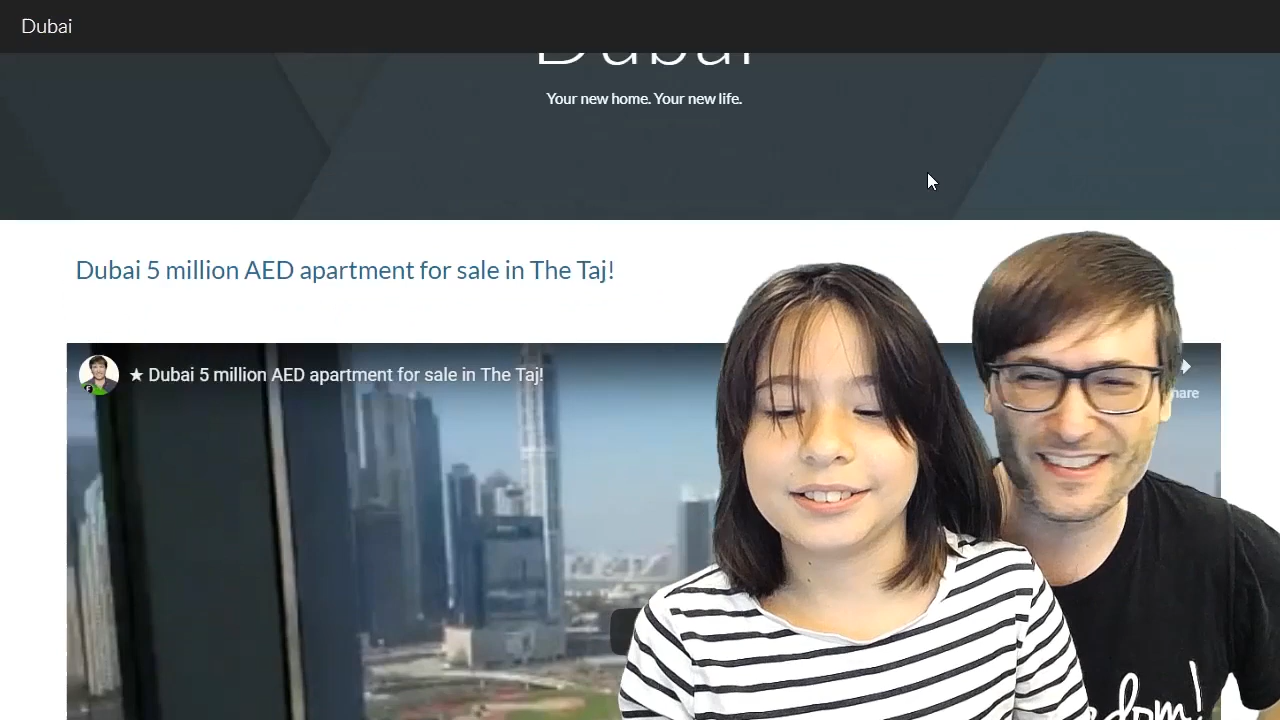 Dubai
Dubai
Your new home. Your new life.
Dubai 5 million AED apartment for sale in The Taj!
★ Dubai 5 million AED apartment for sale in The Taj!